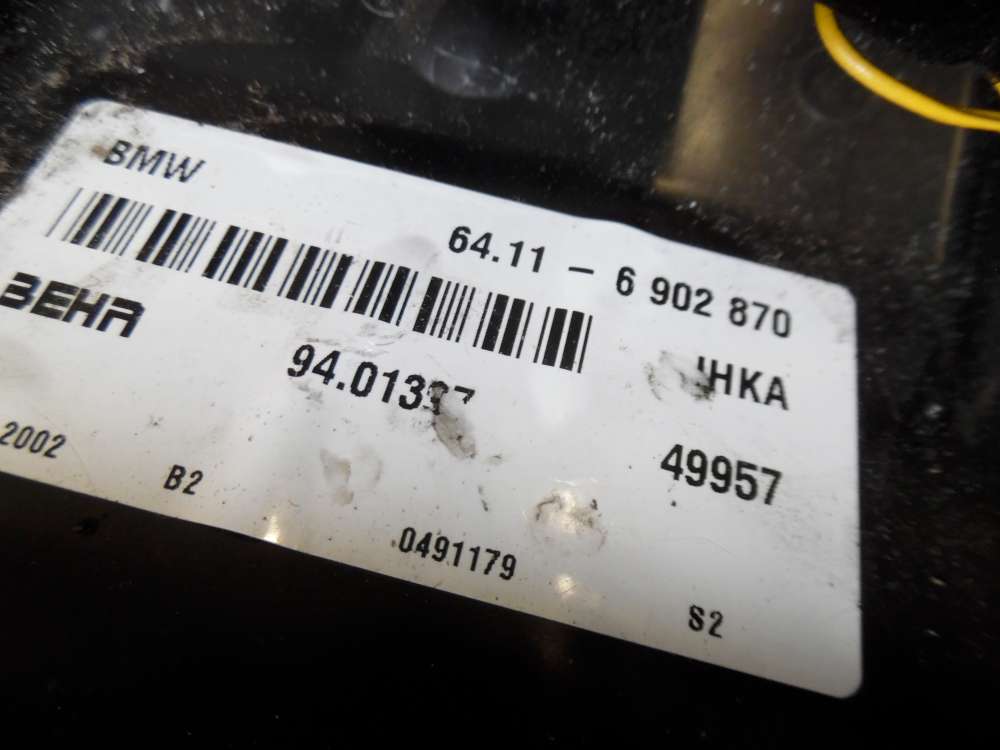 BMW
64.11 – 6 902 870
BEHR
IHKA
49957
2002
B2
0491179
S2